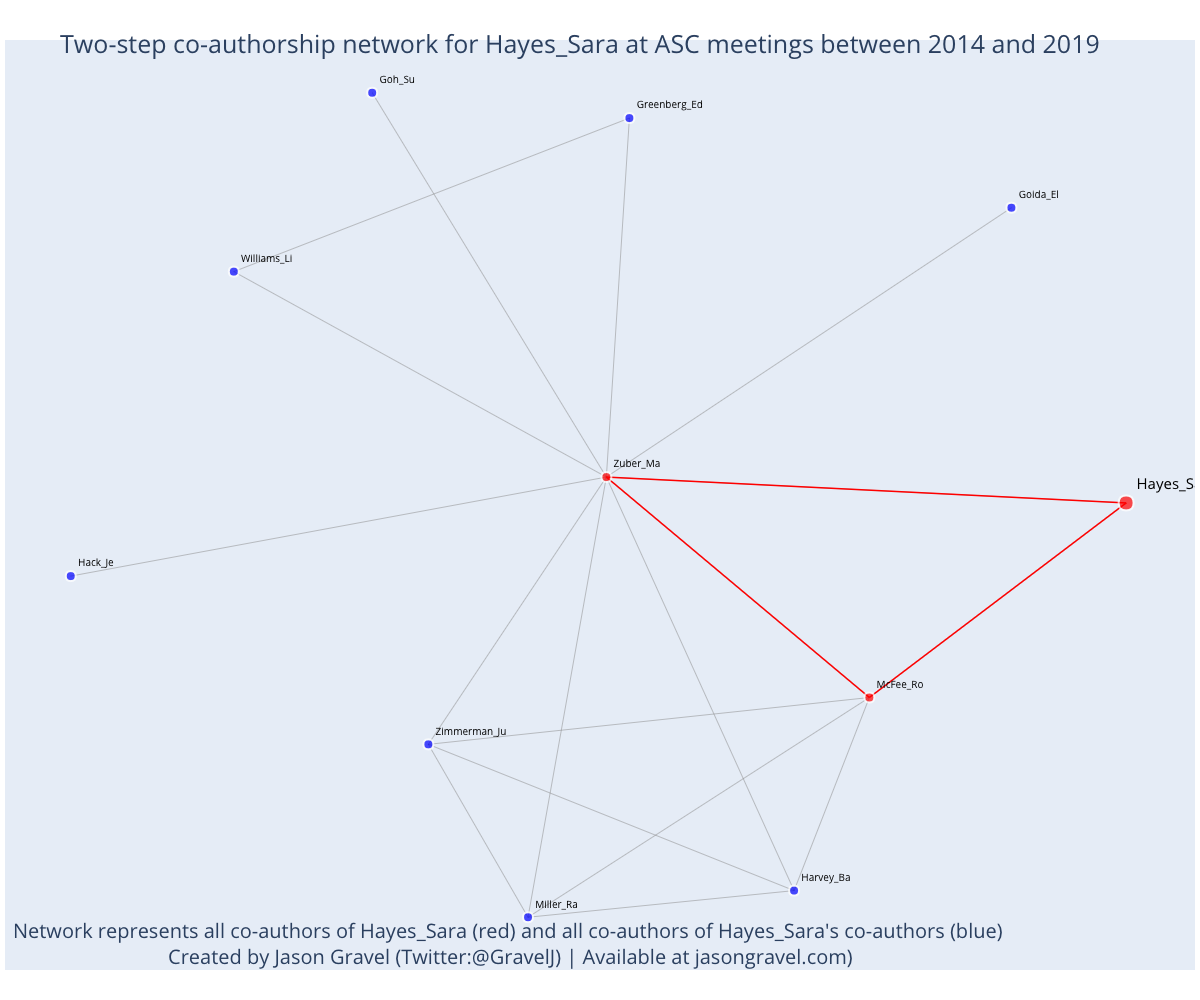 Two-step co-authorship network for Hayes_Sara at ASC meetings between 2014 and 2019
Goh_Su
Greenberg_Ed
Goida_El
Williams_Li
Zuber_Ma
Hayes_S
Hack_Je
McFee_Ro
Zimmerman_Ju
Harvey_Ba
Miller_Ra
Network represents all co-authors of Hayes_Sara (red) and all co-authors of Hayes_Sara's co-authors (blue)
Created by Jason Gravel (Twitter:@GravelJ) | Available at jasongravel.com)